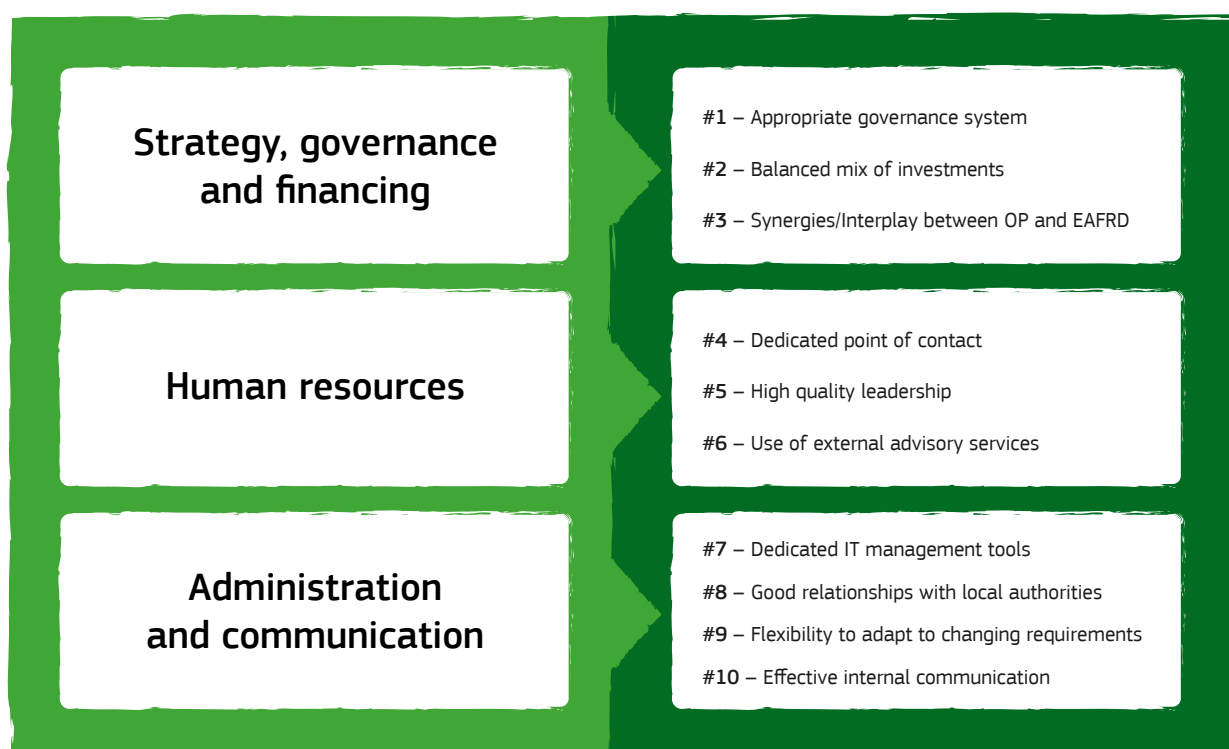 Strategy, governance
and financing
#1 – Appropriate governance system
#2 – Balanced mix of investments
#3 – Synergies/Interplay between OP and EAFRD
Human resources
#4 – Dedicated point of contact
#5 – High quality leadership
#6 – Use of external advisory services
Administration
and communication
#7 – Dedicated IT management tools
#8 – Good relationships with local authorities
#9 – Flexibility to adapt to changing requirements
#10 – Effective internal communication